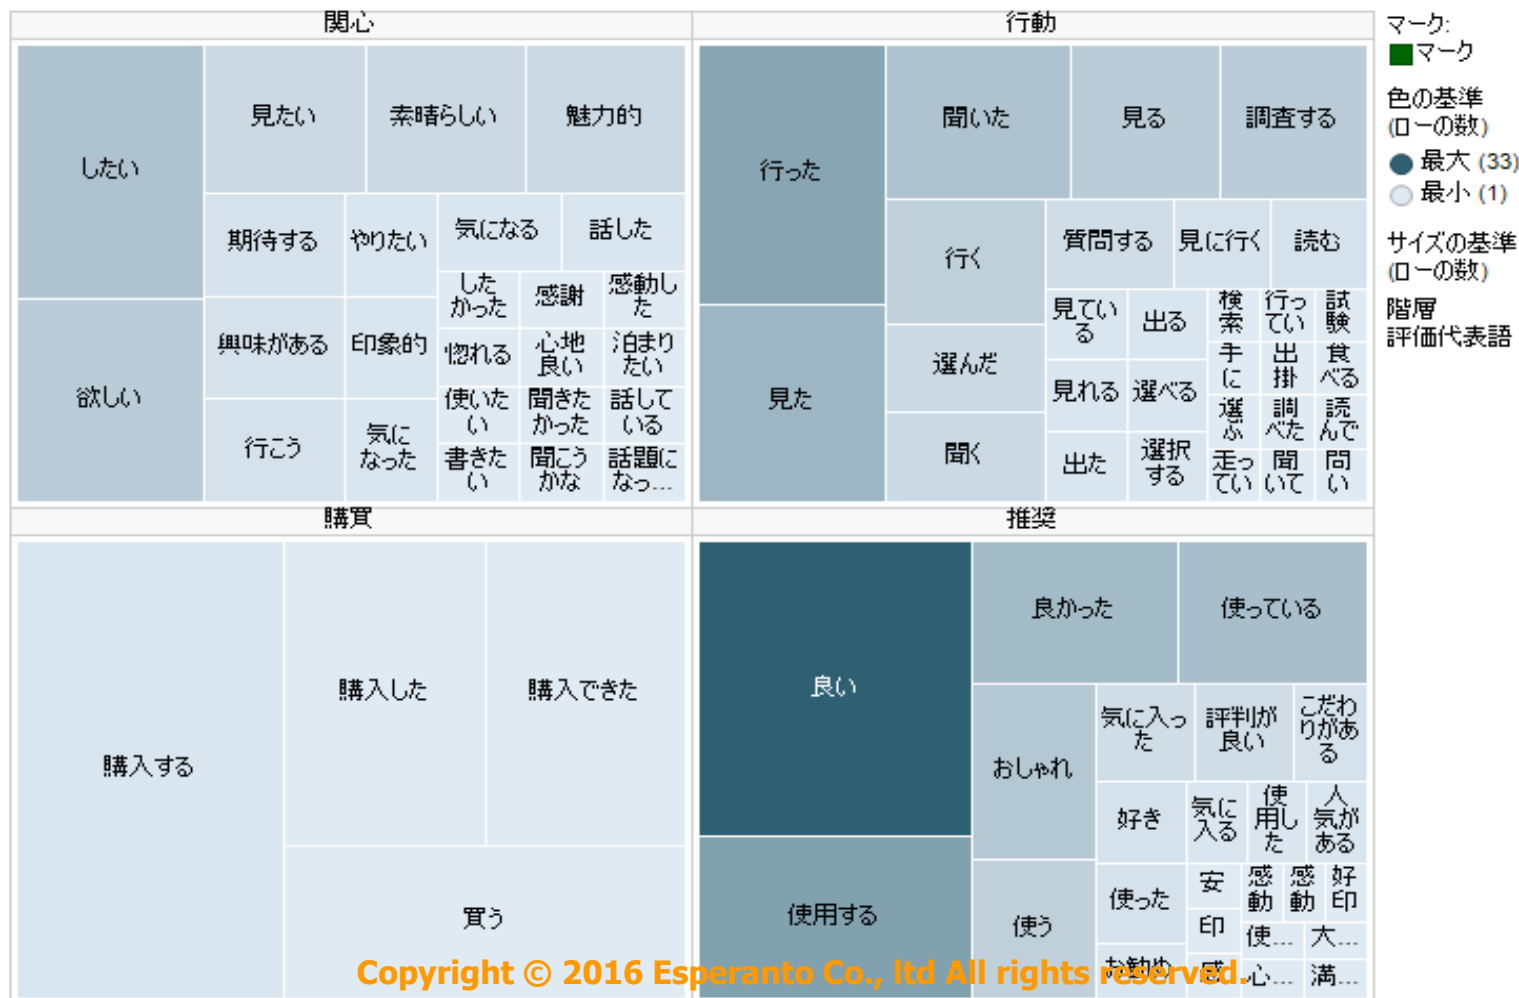 関心
したい
見たい
素晴らしい
魅力的
欲しい
期待する
やりたい
気になる
話した
興味がある
印象的
行こう
気に
なった
した
かった
感謝
感動し
た
惚れる
心地
良い
泊まり
たい
使いた
い
聞きた
かった
話して
いる
書きた
い
聞こう
かな
話題に
なっ...
行動
行った
聞いた
見る
調査する
見た
行く
選んだ
聞く
質問する
見に行く
読む
見てい
る
出る
見れる
選べる
出た
選択
する
検
索
行っ
てい
試
験
手
に
出
掛
食
べる
選
ぶ
調
べた
読
んで
走っ
てい
聞
いて
問
い
購買
購入する
購入した
購入できた
買う
推奨
良い
使用する
良かった
使っている
おしゃれ
使う
気に入っ
た
評判が
良い
こだわ
りがあ
る
好き
気に
入る
使
用し
た
人
気が
ある
使った
お勧め
安
印
感
感
動
感
動
好
印
使...
大...
心...
満...
マーク:
マーク
色の基準
(ローの数)
最大 (33)
最小 (1)
サイズの基準
(ローの数)
階層
評価代表語
Copyright © 2016 Esperanto Co., ltd All rights reserved.